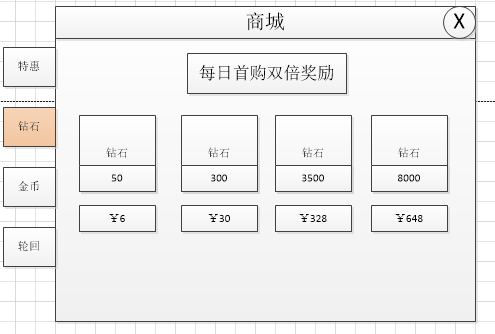 商城
X
特惠
每日首购双倍奖励
钻石
钻石 钻石 钻石 钻石
50 300 3500 8000
金币
￥6 ￥30 ￥328 ￥648
轮回